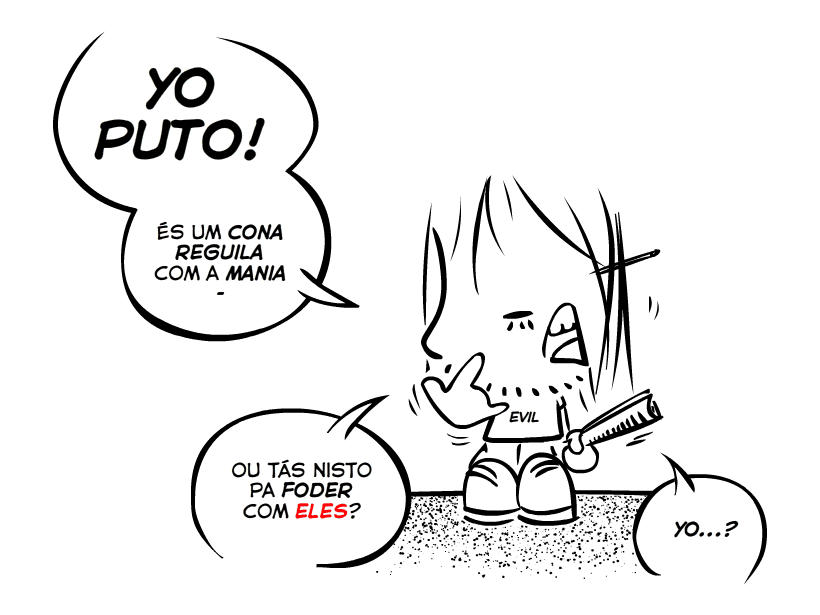 YO
PUTO!
ÉS UM CONA
REGUILA
COM A MANIA
-
OU TÁS NISTO
PA FODER
COM ELES?
EVIL
YO...?